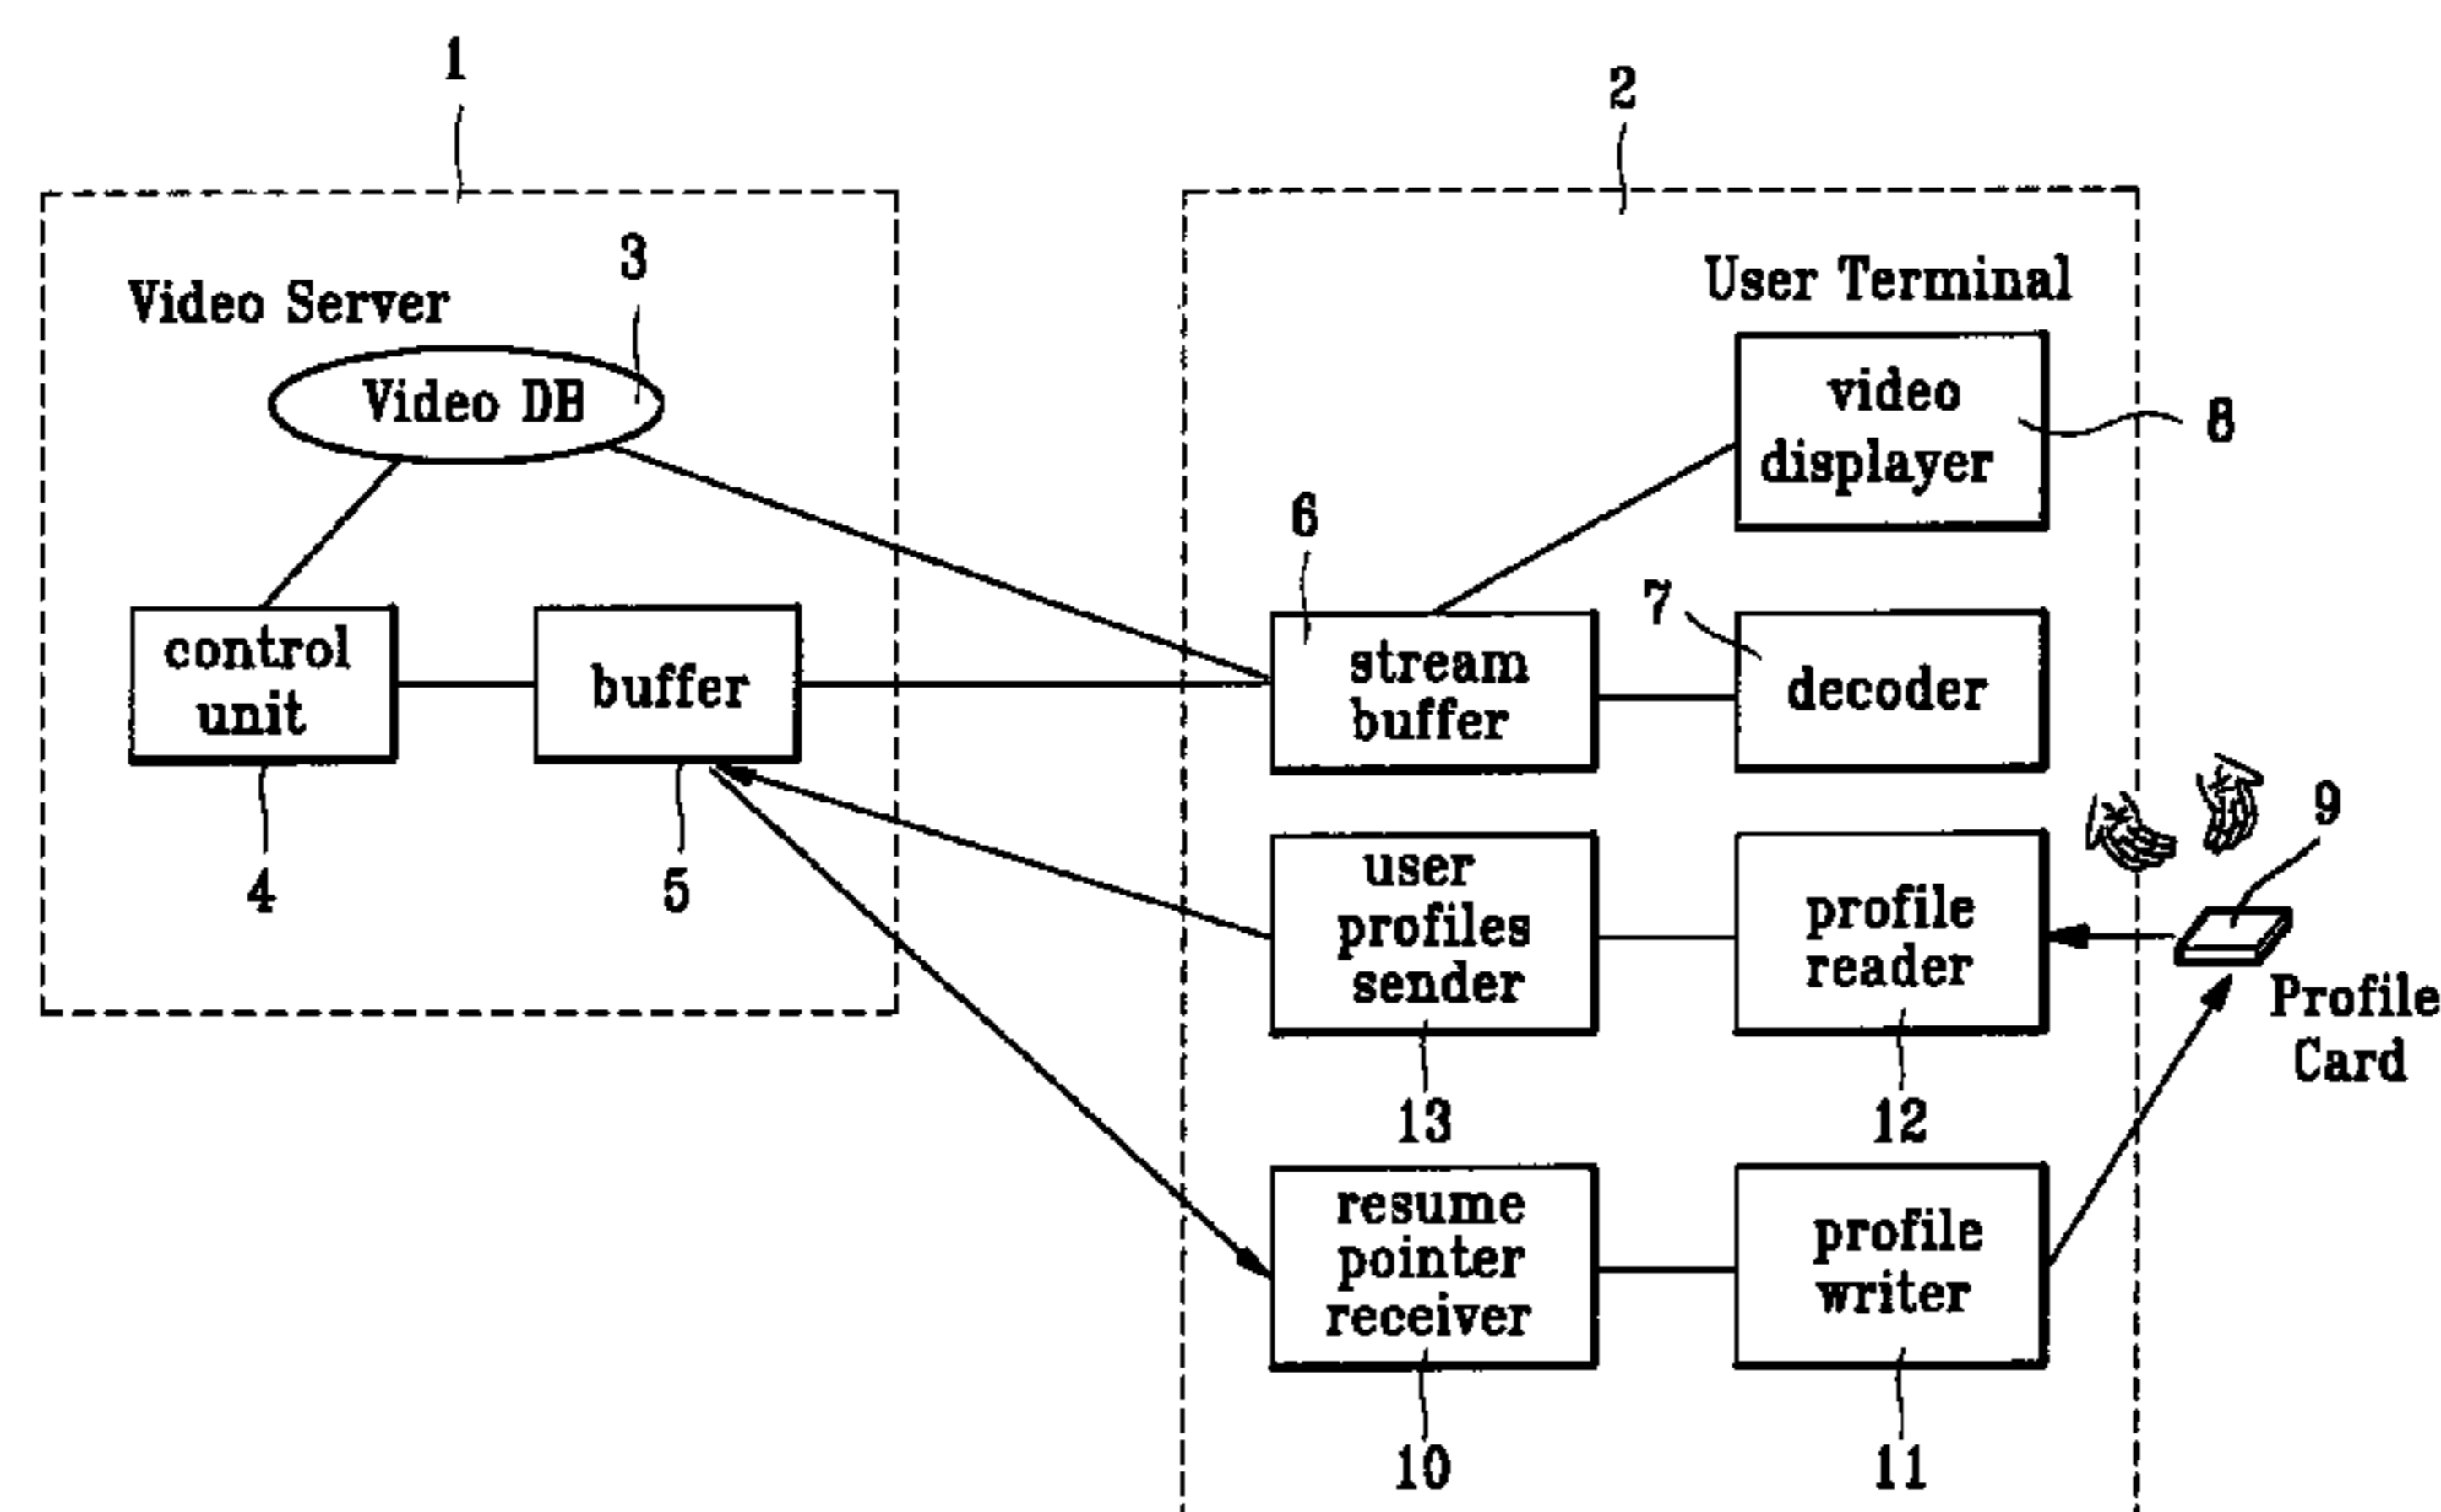 1
2
Video Server
3
Video DB
User Terminal
video
displayer
8
6
stream
buffer
7
decoder
control
unit
4
buffer
5
user
profiles
sender
13
profile
reader
12
9
Profile
Card
resume
pointer
receiver
10
profile
writer
11